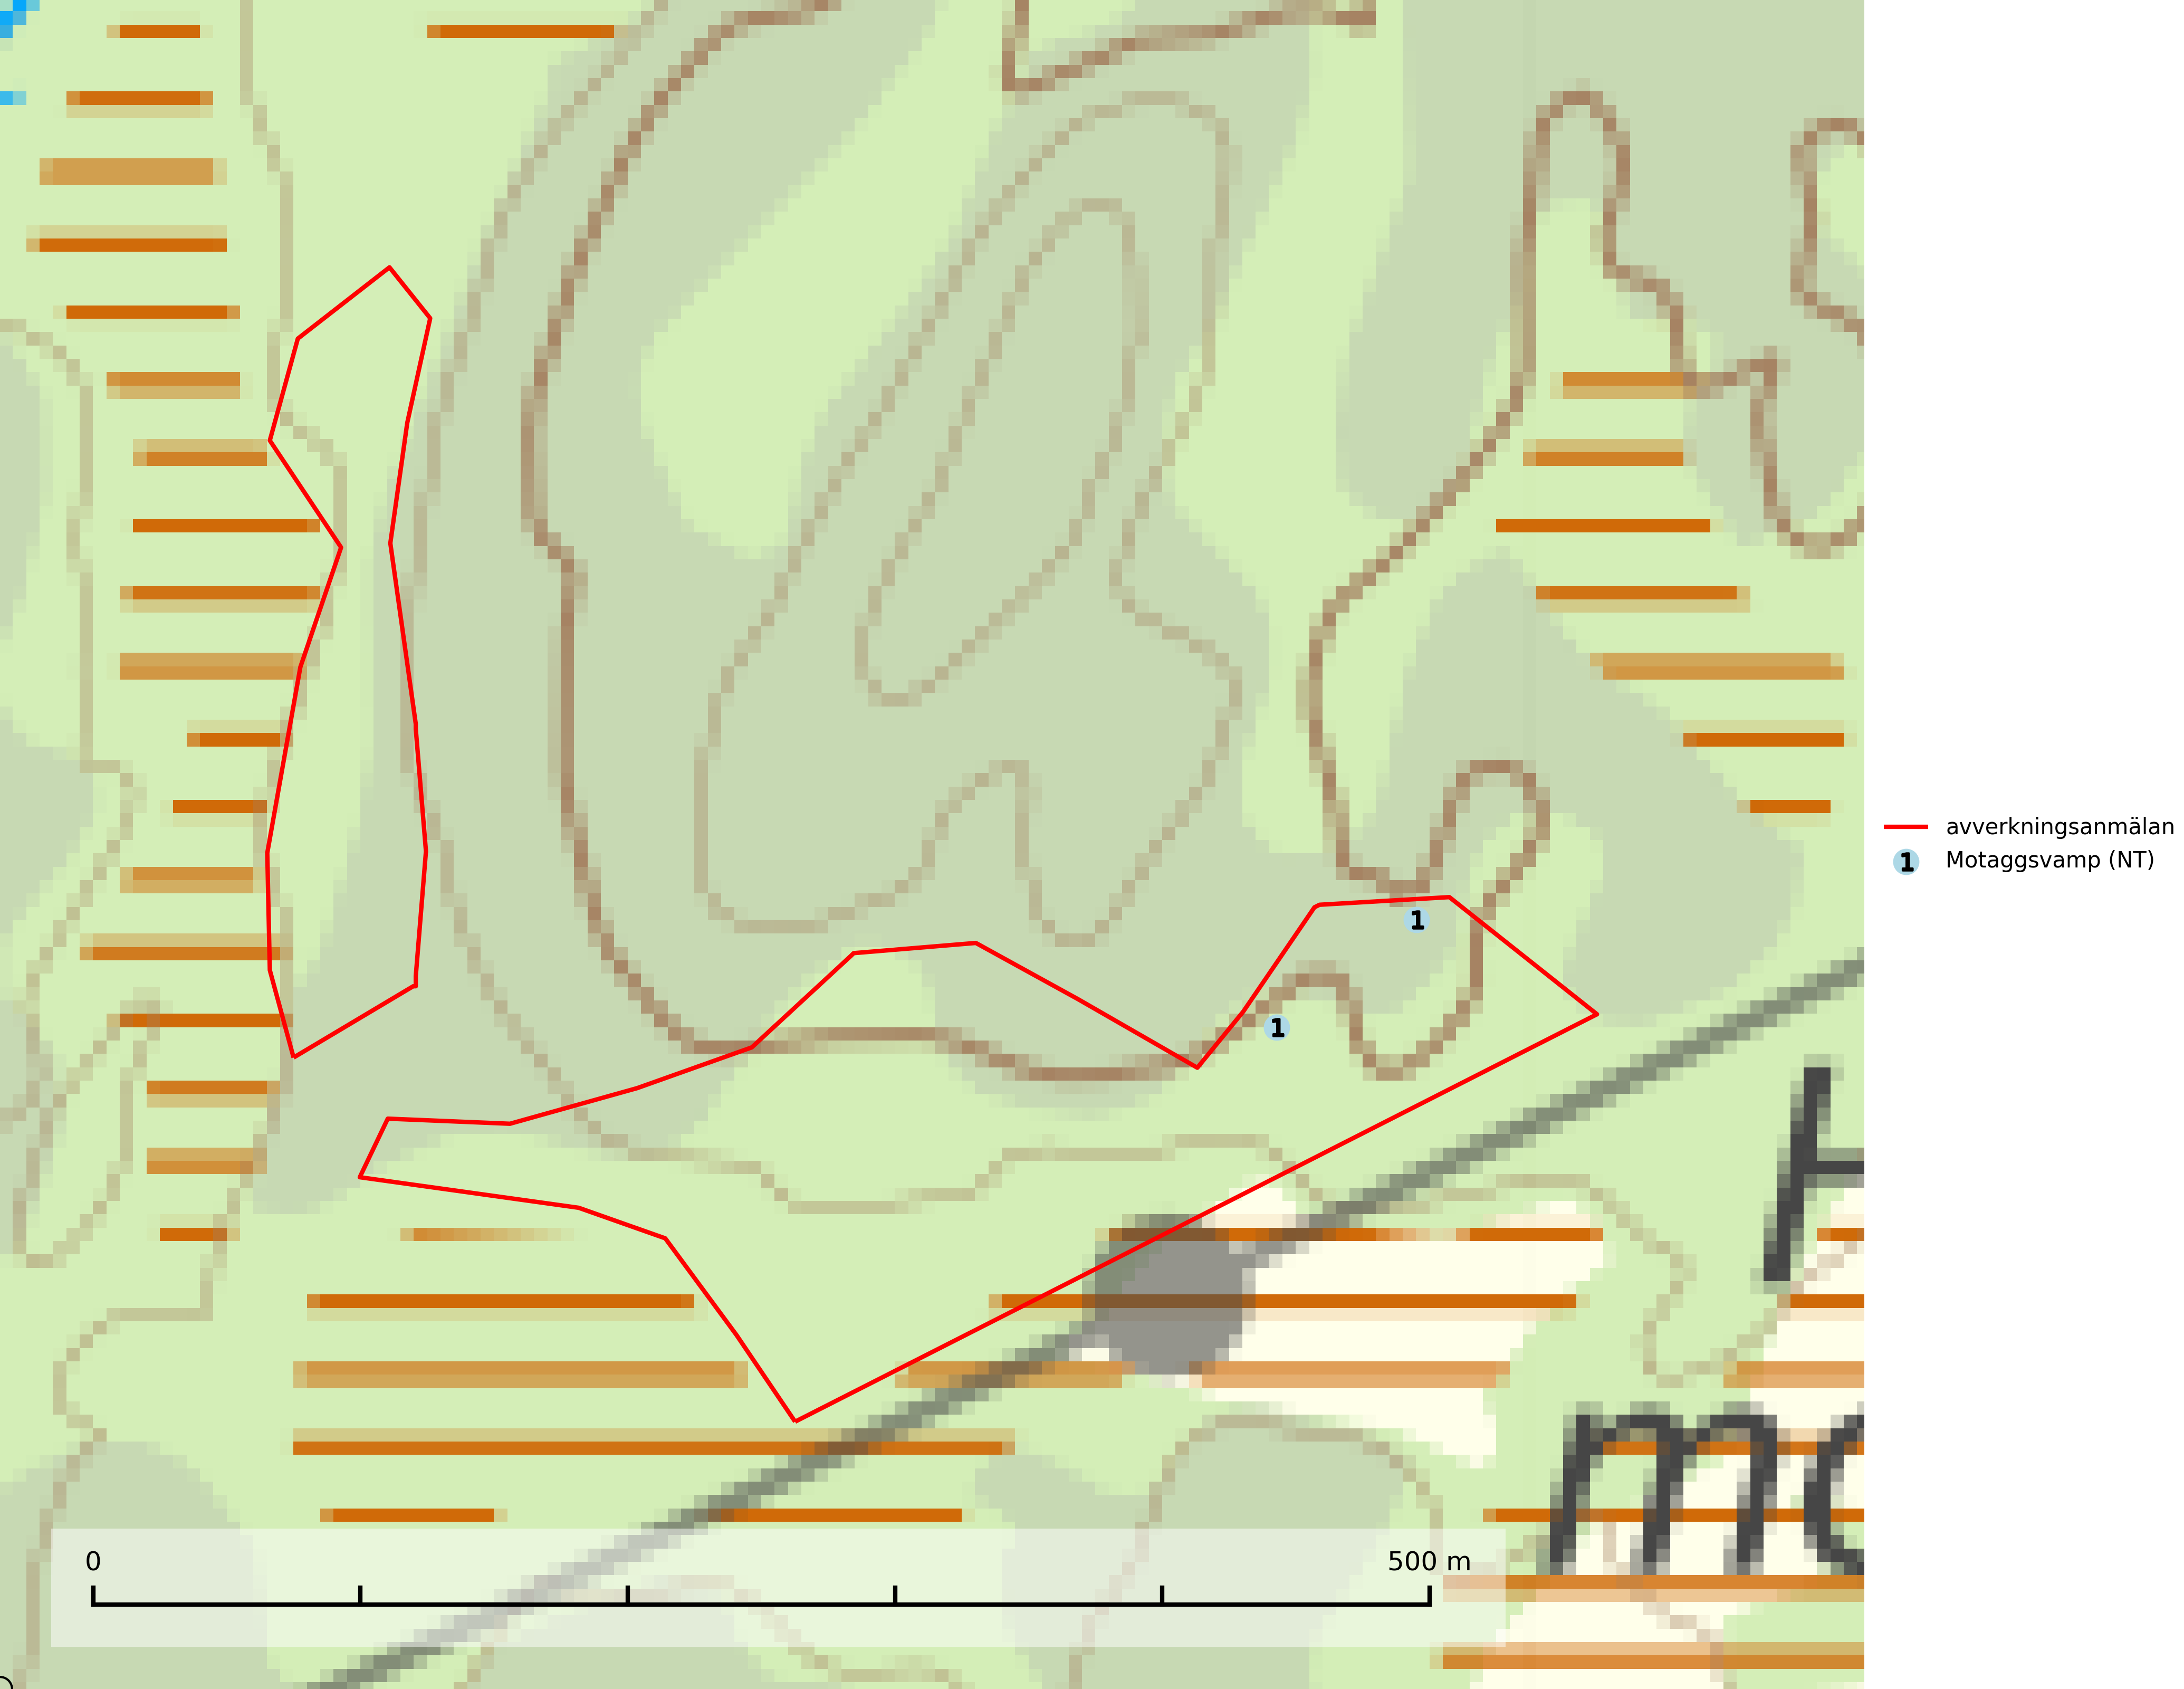 avverkningsanmälan
1 Motaggsvamp (NT)
1
1
0 500 m